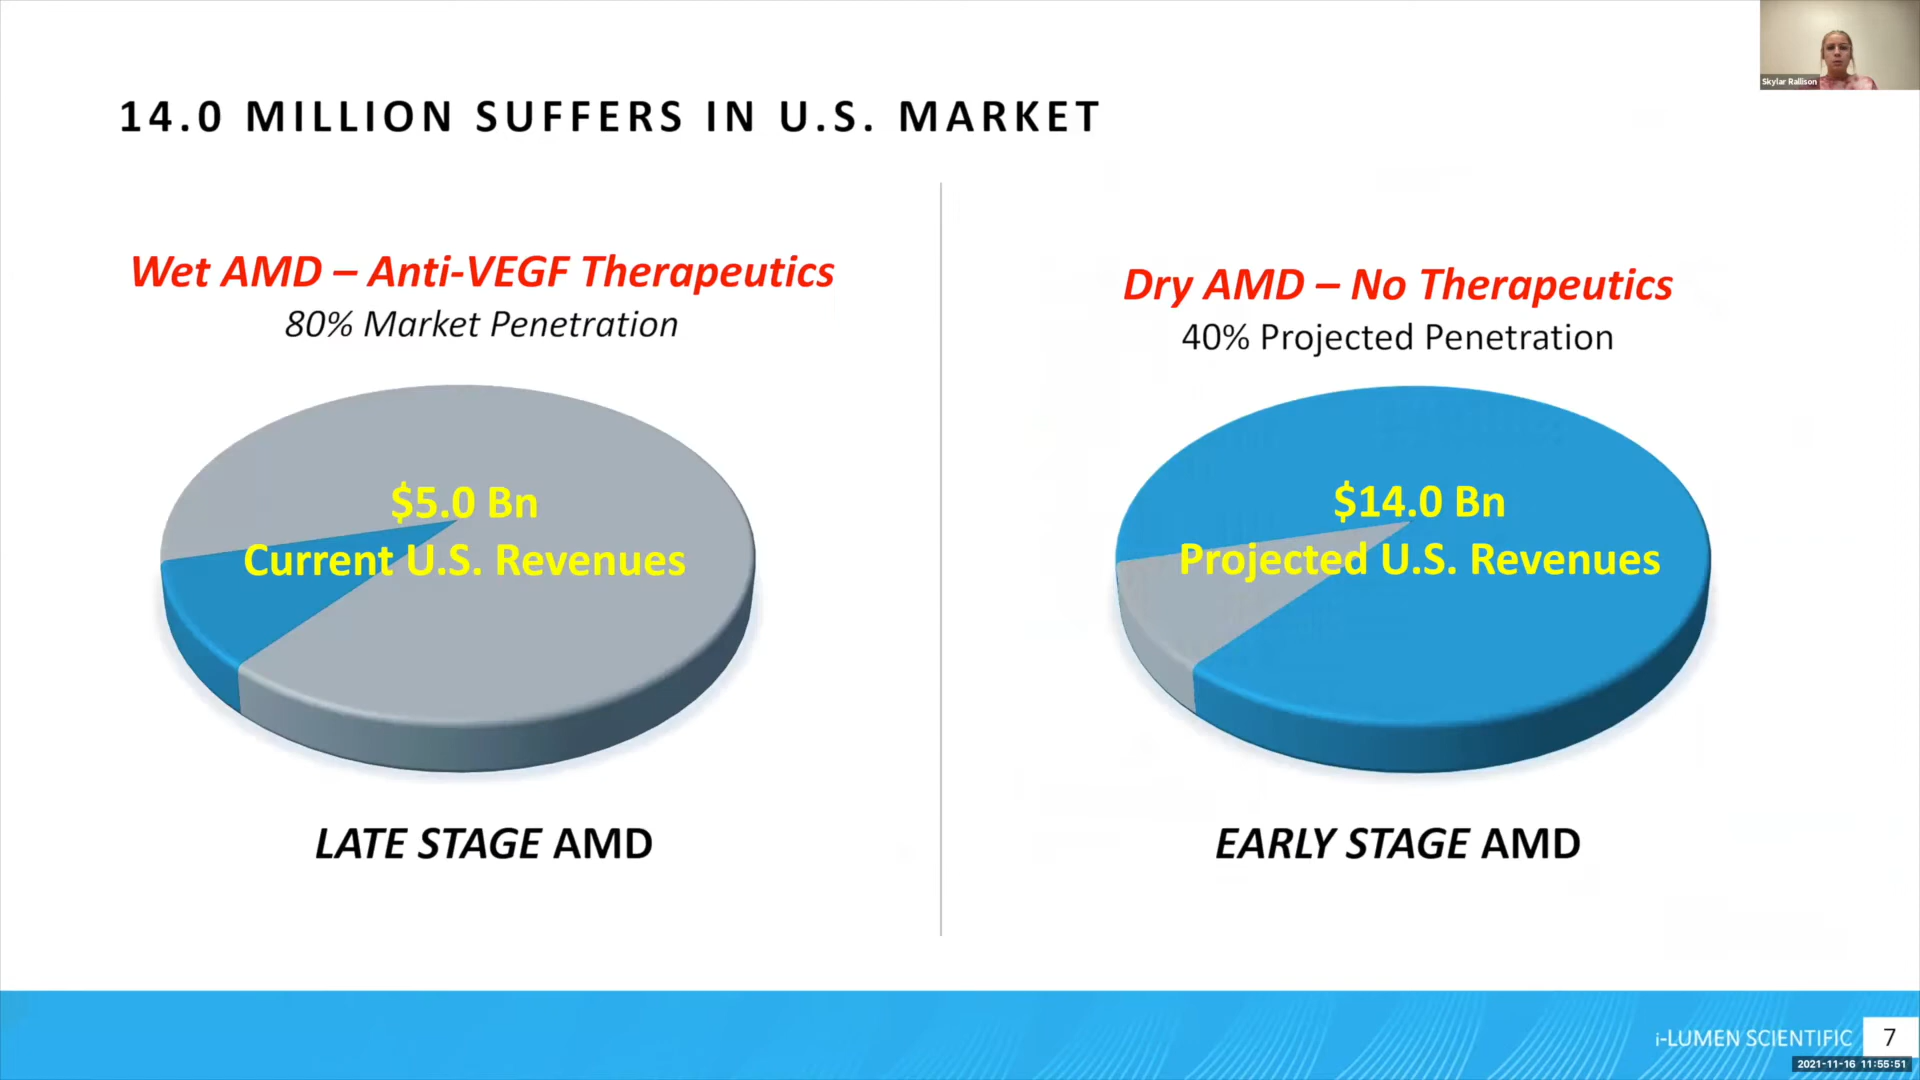 Skylar Rallison
14.0 MILLION SUFFERS IN U.S. MARKET
Wet AMD – Anti-VEGF Therapeutics
80% Market Penetration
$5.0 Bn
Current U.S. Revenues
LATE STAGE AMD
Dry AMD – No Therapeutics
40% Projected Penetration
$14.0 Bn
Projected U.S. Revenues
EARLY STAGE AMD
i-LUMEN SCIENTIFIC
7
2021-11-16 11:55:51